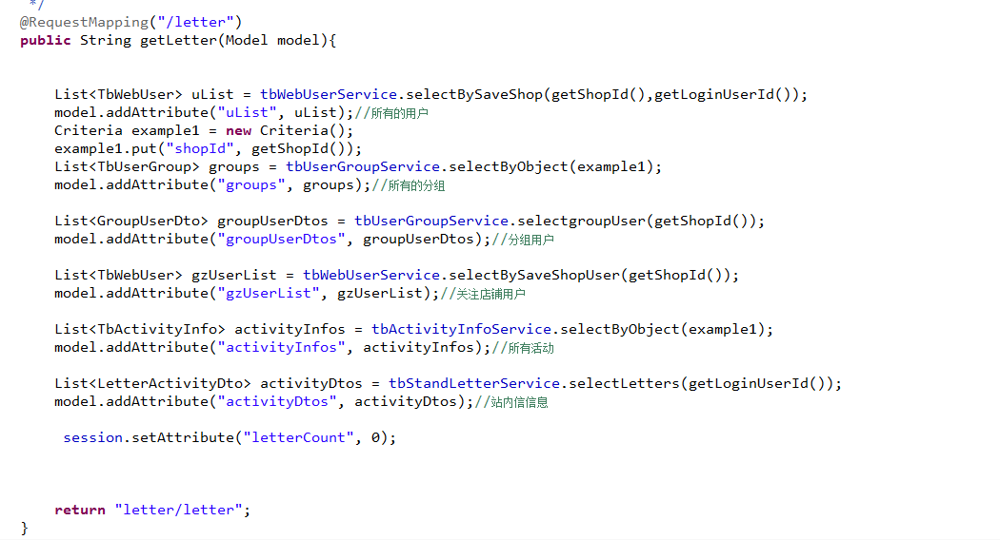 */
@RequestMapping("/letter")
public String getLetter(Model model){
List<TbWebUser> uList = tbWebUserService.selectBySaveShop(getShopId(),getLoginUserId());
model.addAttribute("uList", uList);//所有的用户
Criteria example1 = new Criteria();
example1.put("shopId", getShopId());
List<TbUserGroup> groups = tbUserGroupService.selectByObject(example1);
model.addAttribute("groups", groups);//所有的分组
List<GroupUserDto> groupUserDtos = tbUserGroupService.selectgroupUser(getShopId());
model.addAttribute("groupUserDtos", groupUserDtos);//分组用户
List<TbWebUser> gzUserList = tbWebUserService.selectBySaveShopUser(getShopId());
model.addAttribute("gzUserList", gzUserList);//关注店铺用户
List<TbActivityInfo> activityInfos = tbActivityInfoService.selectByObject(example1);
model.addAttribute("activityInfos", activityInfos);//所有活动
List<LetterActivityDto> activityDtos = tbStandLetterService.selectLetters(getLoginUserId());
model.addAttribute("activityDtos", activityDtos);//站内信信息
session.setAttribute("letterCount", 0);
return "letter/letter";
}